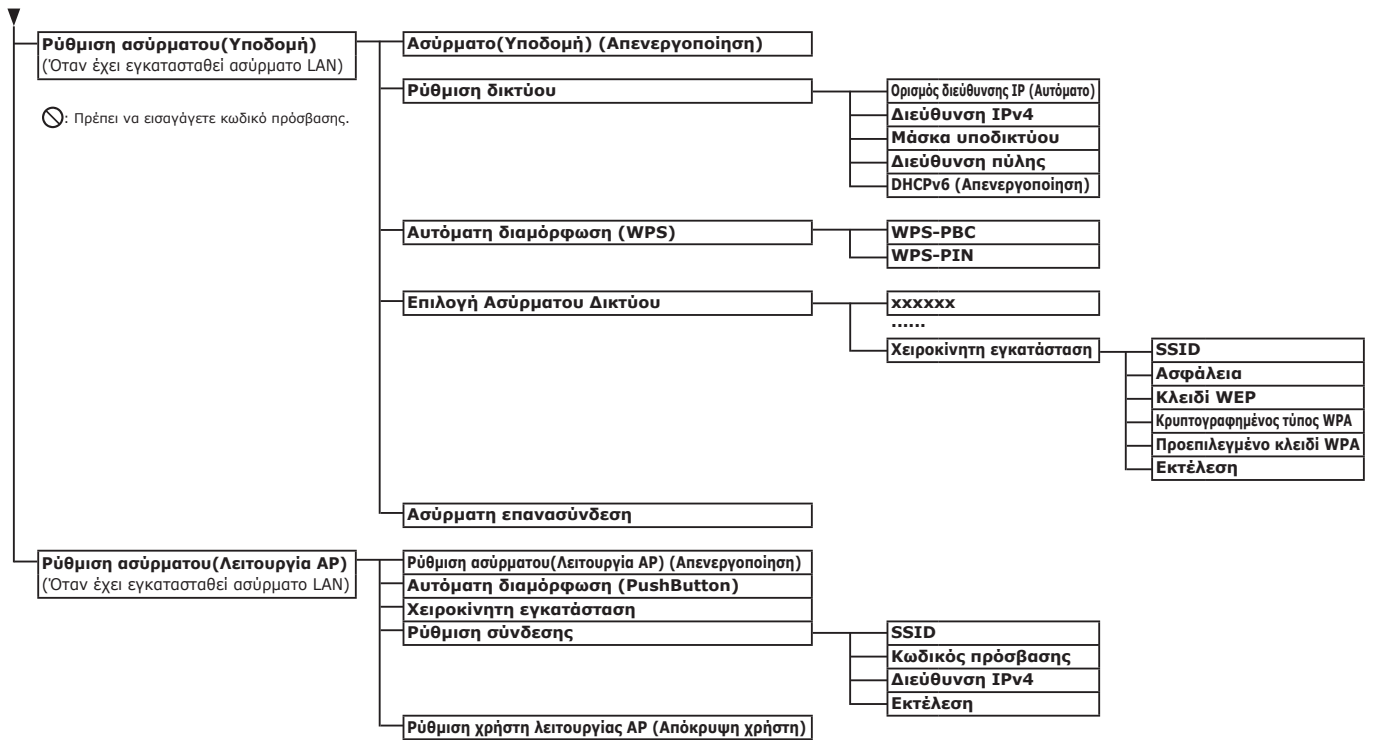 Ρύθμιση ασύρματου(Υποδομή)
(Όταν έχει εγκατασταθεί ασύρματο LAN)
: Πρέπει να εισαγάγετε κωδικό πρόσβασης.
Ασύρματο(Υποδομή) (Απενεργοποίηση)
Ρύθμιση δικτύου
Ορισμός διεύθυνσης IP (Αυτόματο)
Διεύθυνση IPv4
Μάσκα υποδικτύου
Διεύθυνση πύλης
DHCPv6 (Απενεργοποίηση)
Αυτόματη διαμόρφωση (WPS)
WPS-PBC
WPS-PIN
Επιλογή Ασύρματου Δικτύου
xxxxxx
......
Χειροκίνητη εγκατάσταση
SSID
Ασφάλεια
Κλειδί WEP
Κρυπτογραφημένος τύπος WPA
Προεπιλεγμένο κλειδί WPA
Εκτέλεση
Ασύρματη επανασύνδεση
Ρύθμιση ασύρματου(Λειτουργία AP)
(Όταν έχει εγκατασταθεί ασύρματο LAN)
Ρύθμιση ασύρματου(Λειτουργία AP) (Απενεργοποίηση)
Αυτόματη διαμόρφωση (PushButton)
Χειροκίνητη εγκατάσταση
Ρύθμιση σύνδεσης
SSID
Κωδικός πρόσβασης
Διεύθυνση IPv4
Εκτέλεση
Ρύθμιση χρήστη λειτουργίας AP (Απόκρυψη χρήστη)